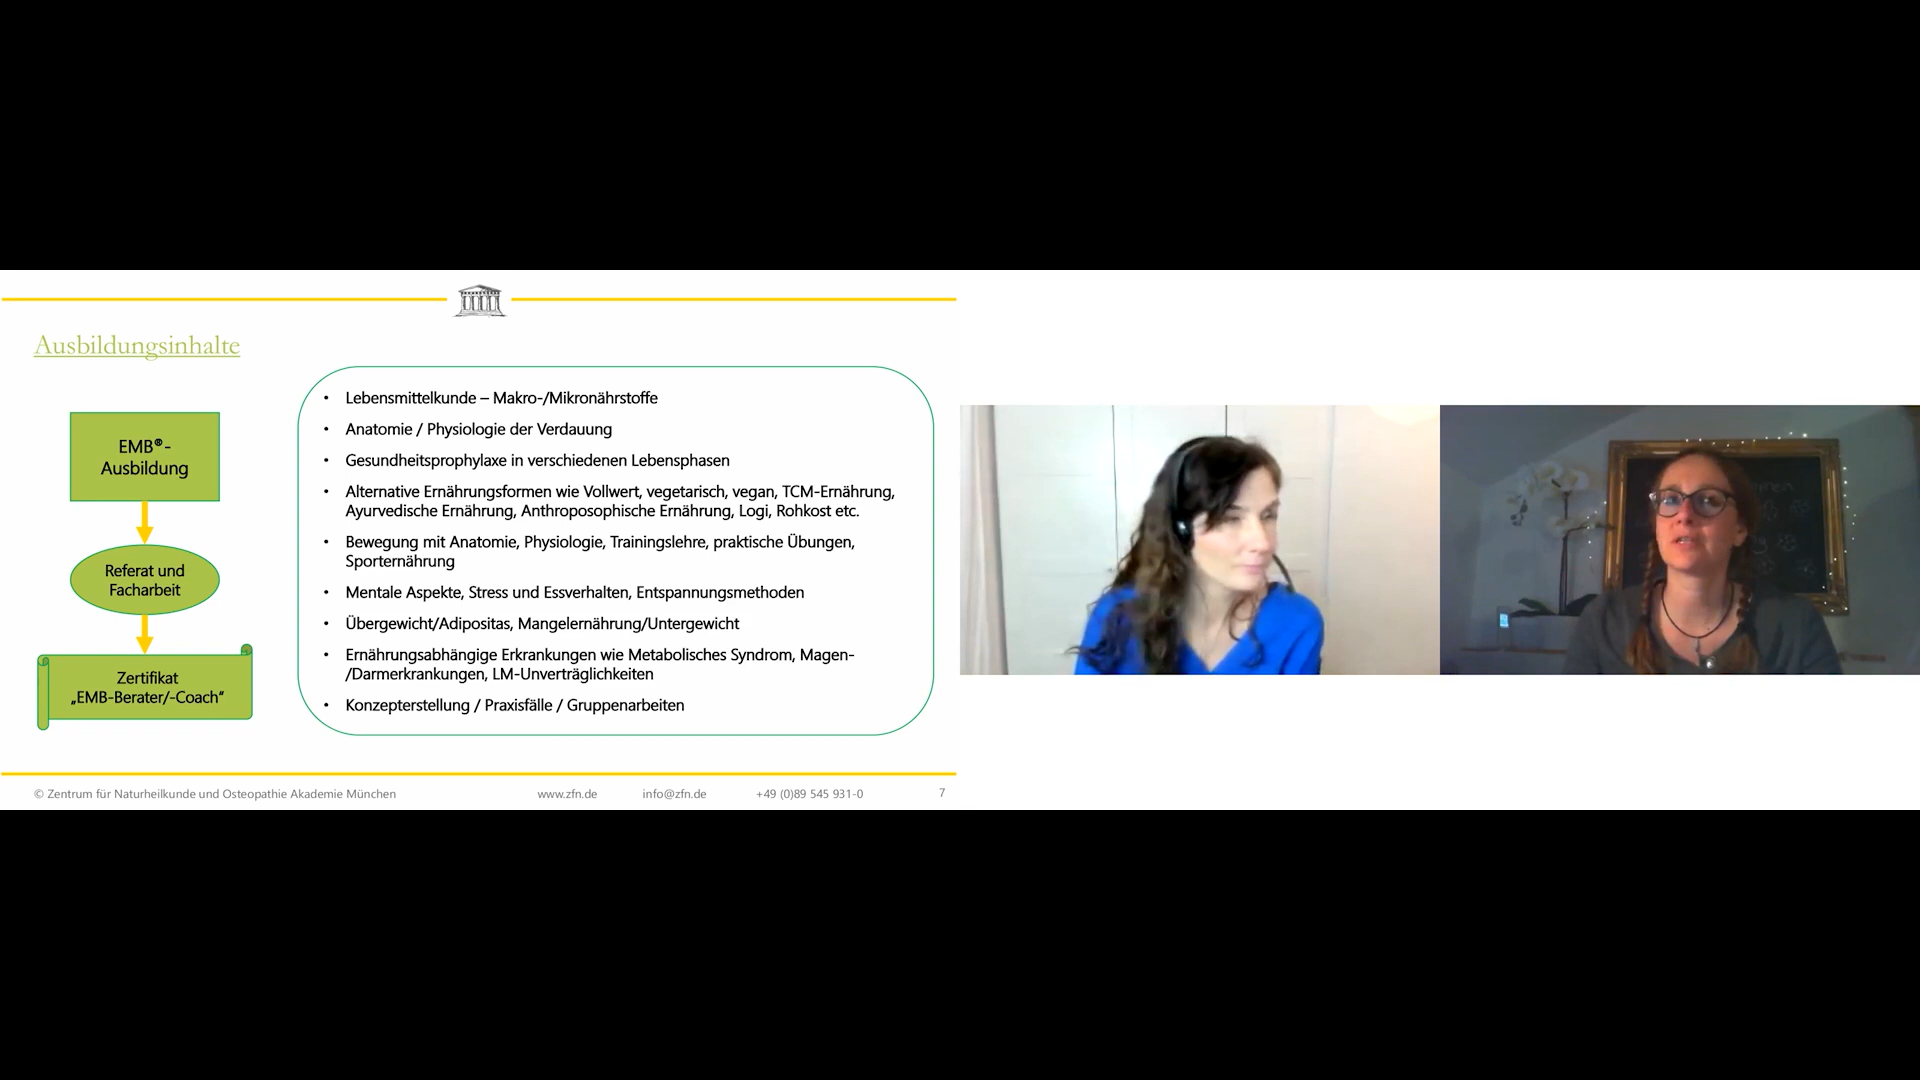 Ausbildungsinhalte
EMB®-
Ausbildung
Referat und
Facharbeit
Zertifikat
„EMB-Berater/-Coach“
• Lebensmittelkunde – Makro-/Mikronährstoffe
• Anatomie / Physiologie der Verdauung
• Gesundheitsprophylaxe in verschiedenen Lebensphasen
• Alternative Ernährungsformen wie Vollwert, vegetarisch, vegan, TCM-Ernährung,
Ayurvedische Ernährung, Anthroposophische Ernährung, Logi, Rohkost etc.
• Bewegung mit Anatomie, Physiologie, Trainingslehre, praktische Übungen,
Sporternährung
• Mentale Aspekte, Stress und Essverhalten, Entspannungsmethoden
• Übergewicht/Adipositas, Mangelernährung/Untergewicht
• Ernährungsabhängige Erkrankungen wie Metabolisches Syndrom, Magen-
/Darmerkrankungen, LM-Unverträglichkeiten
• Konzepterstellung / Praxisfälle / Gruppenarbeiten
© Zentrum für Naturheilkunde und Osteopathie Akademie München www.zfn.de info@zfn.de +49 (0)89 545 931-0 7